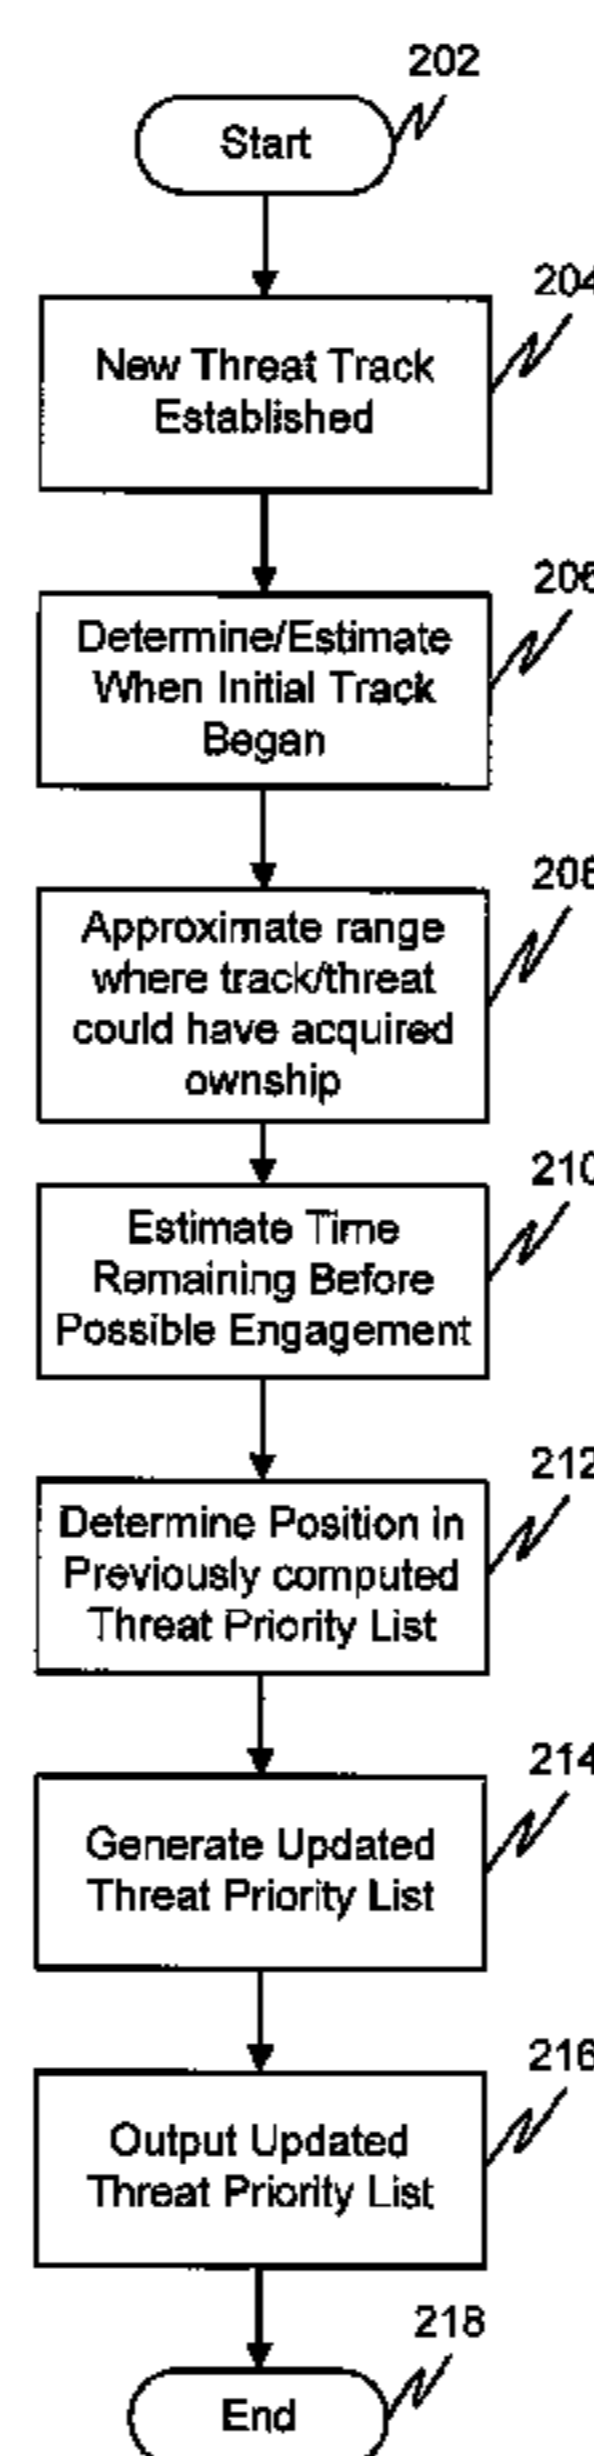 202
Start
204
New Threat Track
Established
206
Determine/Estimate
When Initial Track
Began
208
Approximate range
where track/threat
could have acquired
ownship
210
Estimate Time
Remaining Before
Possible Engagement
212
Determine Position in
Previously computed
Threat Priority List
214
Generate Updated
Threat Priority List
216
Output Updated
Threat Priority List
218
End